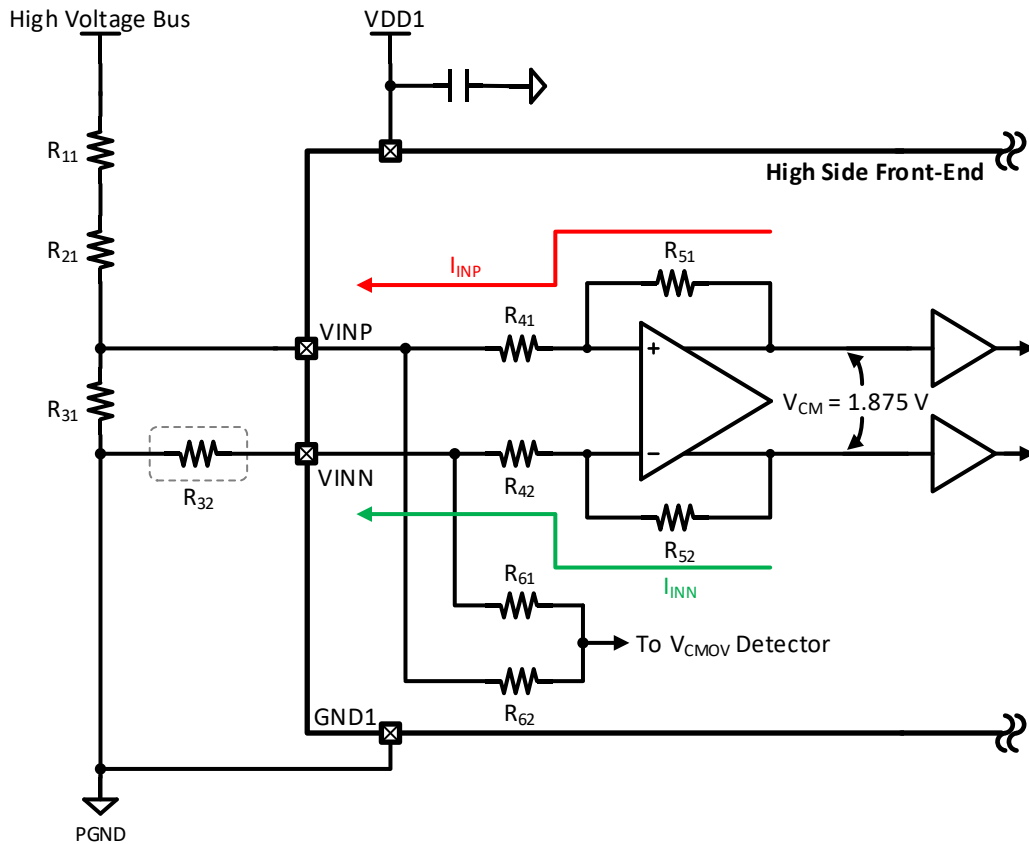 High Voltage Bus
VDD1
R11
High Side Front-End
R21
IINP
R51
VINP
R41
+
R31
VCM = 1.875 V
VINN
−
R32
R42
R52
R61
IINN
To VCMOV Detector
R62
GND1
PGND